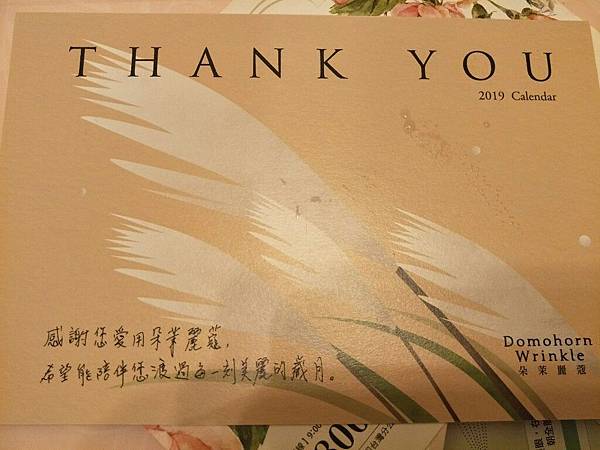 THANK YOU
2019 Calendar
感謝您愛用朵茉麗蔻,
希望能陪伴您渡過每一刻美麗的歲月。
Domohorn
Wrinkle
朵茉麗蔻